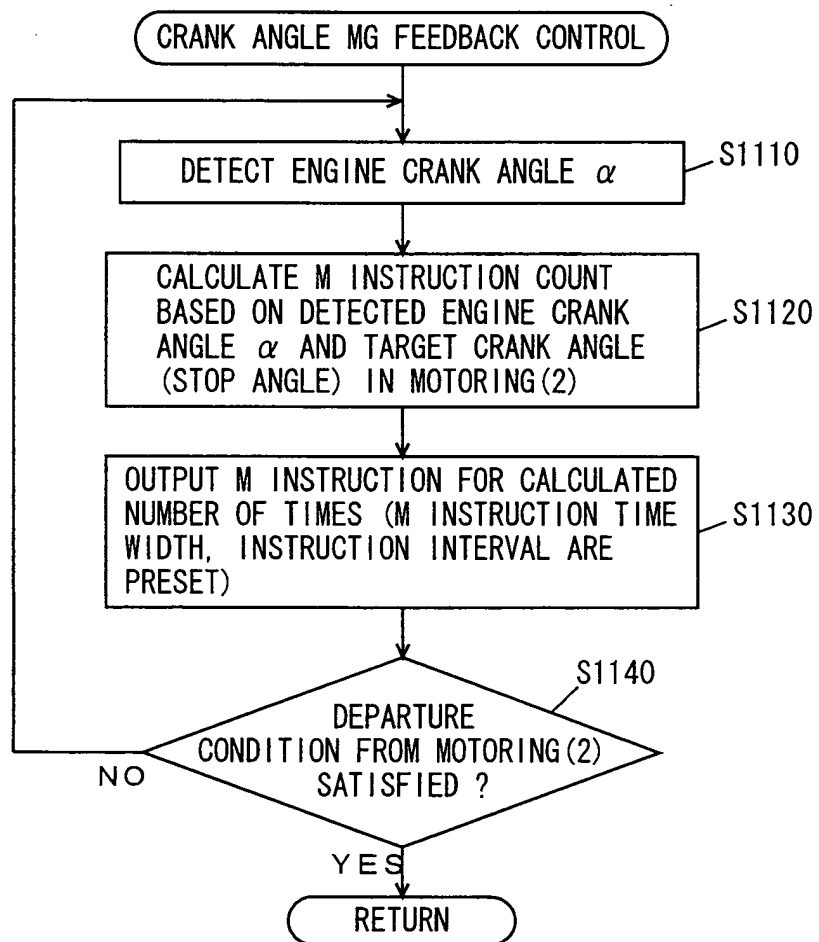 CRANK ANGLE MG FEEDBACK CONTROL
DETECT ENGINE CRANK ANGLE α
S1110
CALCULATE M INSTRUCTION COUNT
BASED ON DETECTED ENGINE CRANK
ANGLE α AND TARGET CRANK ANGLE
(STOP ANGLE) IN MOTORING(2)
S1120
OUTPUT M INSTRUCTION FOR CALCULATED
NUMBER OF TIMES (M INSTRUCTION TIME
WIDTH, INSTRUCTION INTERVAL ARE
PRESET)
S1130
S1140
DEPARTURE
CONDITION FROM MOTORING(2)
SATISFIED ?
NO
YES
RETURN